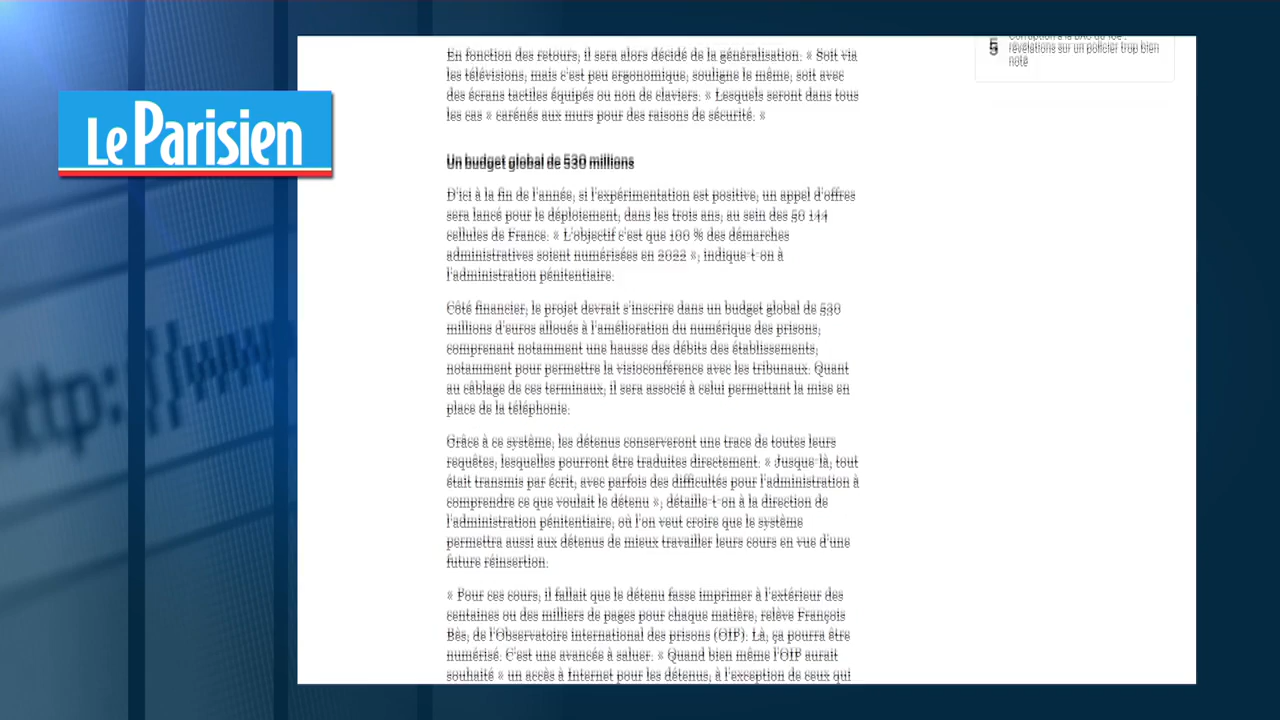 Le Parisien
En fonction des retours, il sera alors décidé de la généralisation. « Soit via
les télévisions, mais c'est peu ergonomique, souligne le même, soit avec
des écrans tactiles équipés ou non de claviers. « Lesquels seront dans tous
les cas « carénés aux murs pour des raisons de sécurité. «
Un budget global de 530 millions
D'ici à la fin de l'année, si l'expérimentation est positive, un appel d'offres
sera lancé pour le déploiement, dans les trois ans, au sein des 50 144
cellules de France. « L'objectif c'est que 100 % des démarches
administratives soient numérisées en 2022 », indique-t-on à
l'administration pénitentiaire.
Côté financier, le projet devrait s'inscrire dans un budget global de 530
millions d'euros alloués à l'amélioration du numérique des prisons,
comprenant notamment une hausse des débits des établissements,
notamment pour permettre la visioconférence avec les tribunaux. Quant
au câblage de ces terminaux, il sera associé à celui permettant la mise en
place de la téléphonie.
Grâce à ce système, les détenus conserveront une trace de toutes leurs
requêtes, lesquelles pourront être traduites directement. « Jusque-là, tout
était transmis par écrit, avec parfois des difficultés pour l'administration à
comprendre ce que voulait le détenu », détaille-t-on à la direction de
l'administration pénitentiaire, où l'on veut croire que le système
permettra aussi aux détenus de mieux travailler leurs cours en vue d'une
future réinsertion.
« Pour ces cours, il fallait que le détenu fasse imprimer à l'extérieur des
centaines ou des milliers de pages pour chaque matière, relève François
Bès, de l'Observatoire international des prisons (OIP). Là, ça pourra être
numérisé. C'est une avancée à saluer. « Quand bien même l'OIP aurait
souhaité « un accès à Internet pour les détenus, à l'exception de ceux qui
5
Corruption à la BAC du 18e :
révélations sur un policier trop bien
noté
http://www